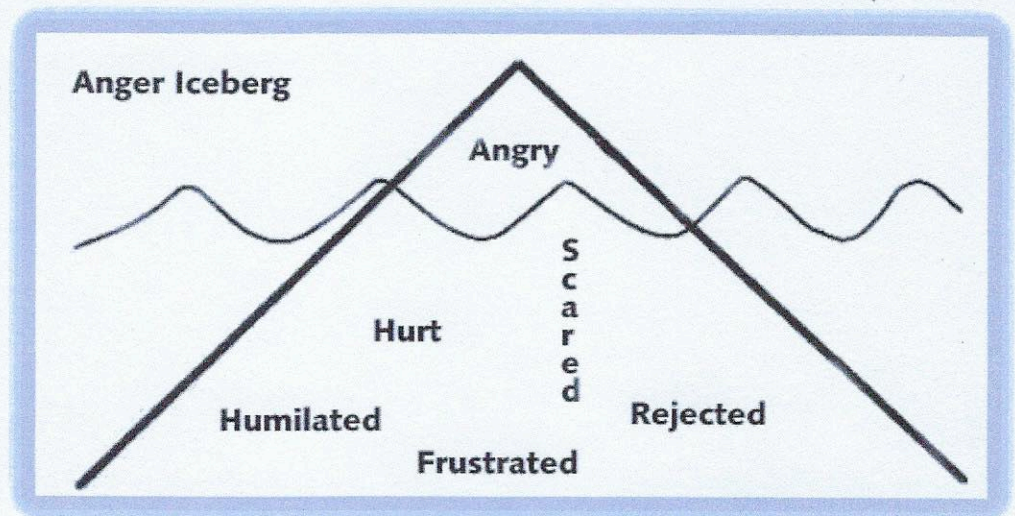 Anger Iceberg
Angry
Scared
Hurt
Humilated
Rejected
Frustrated